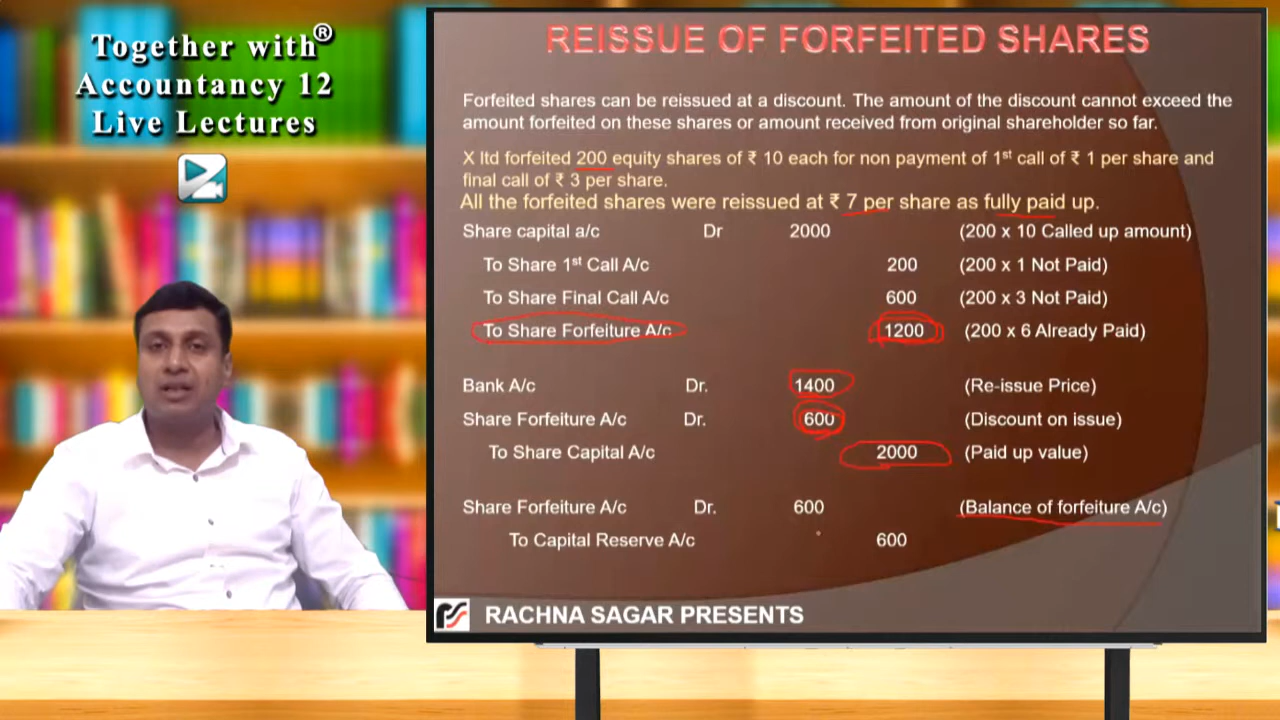 Together with®
Accountancy 12
Live Lectures
REISSUE OF FORFEITED SHARES
Forfeited shares can be reissued at a discount. The amount of the discount cannot exceed the
amount forfeited on these shares or amount received from original shareholder so far.
X ltd forfeited 200 equity shares of ₹ 10 each for non payment of 1st call of ₹ 1 per share and
final call of ₹ 3 per share.
All the forfeited shares were reissued at ₹ 7 per share as fully paid up.
Share capital a/c Dr 2000 (200 x 10 Called up amount)
To Share 1st Call A/c 200 (200 x 1 Not Paid)
To Share Final Call A/c 600 (200 x 3 Not Paid)
To Share Forfeiture A/c 1200 (200 x 6 Already Paid)
Bank A/c Dr. 1400 (Re-issue Price)
Share Forfeiture A/c Dr. 600 (Discount on issue)
To Share Capital A/c 2000 (Paid up value)
Share Forfeiture A/c Dr. 600 (Balance of forfeiture A/c)
To Capital Reserve A/c 600
RACHNA SAGAR PRESENTS